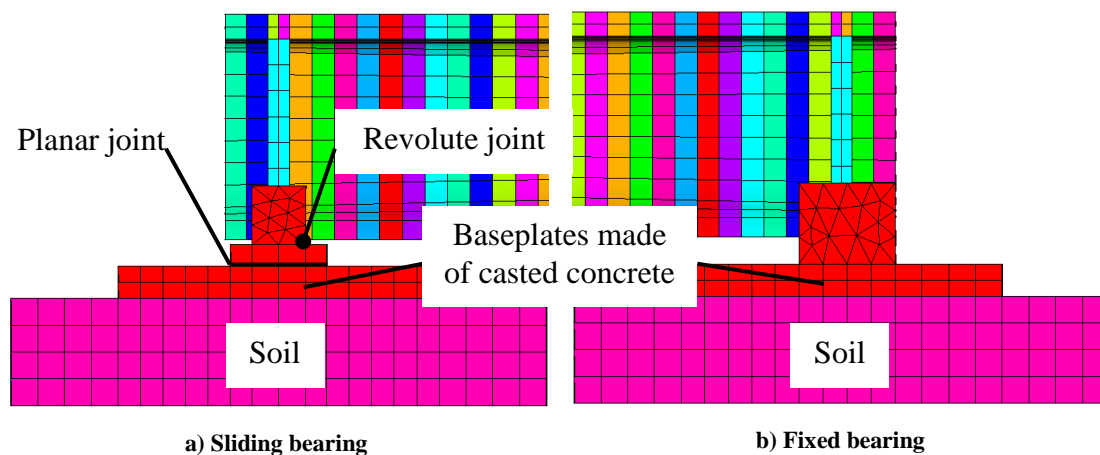 Planar joint
Revolute joint
Baseplates made
of casted concrete
Soil
Soil
a) Sliding bearing
b) Fixed bearing